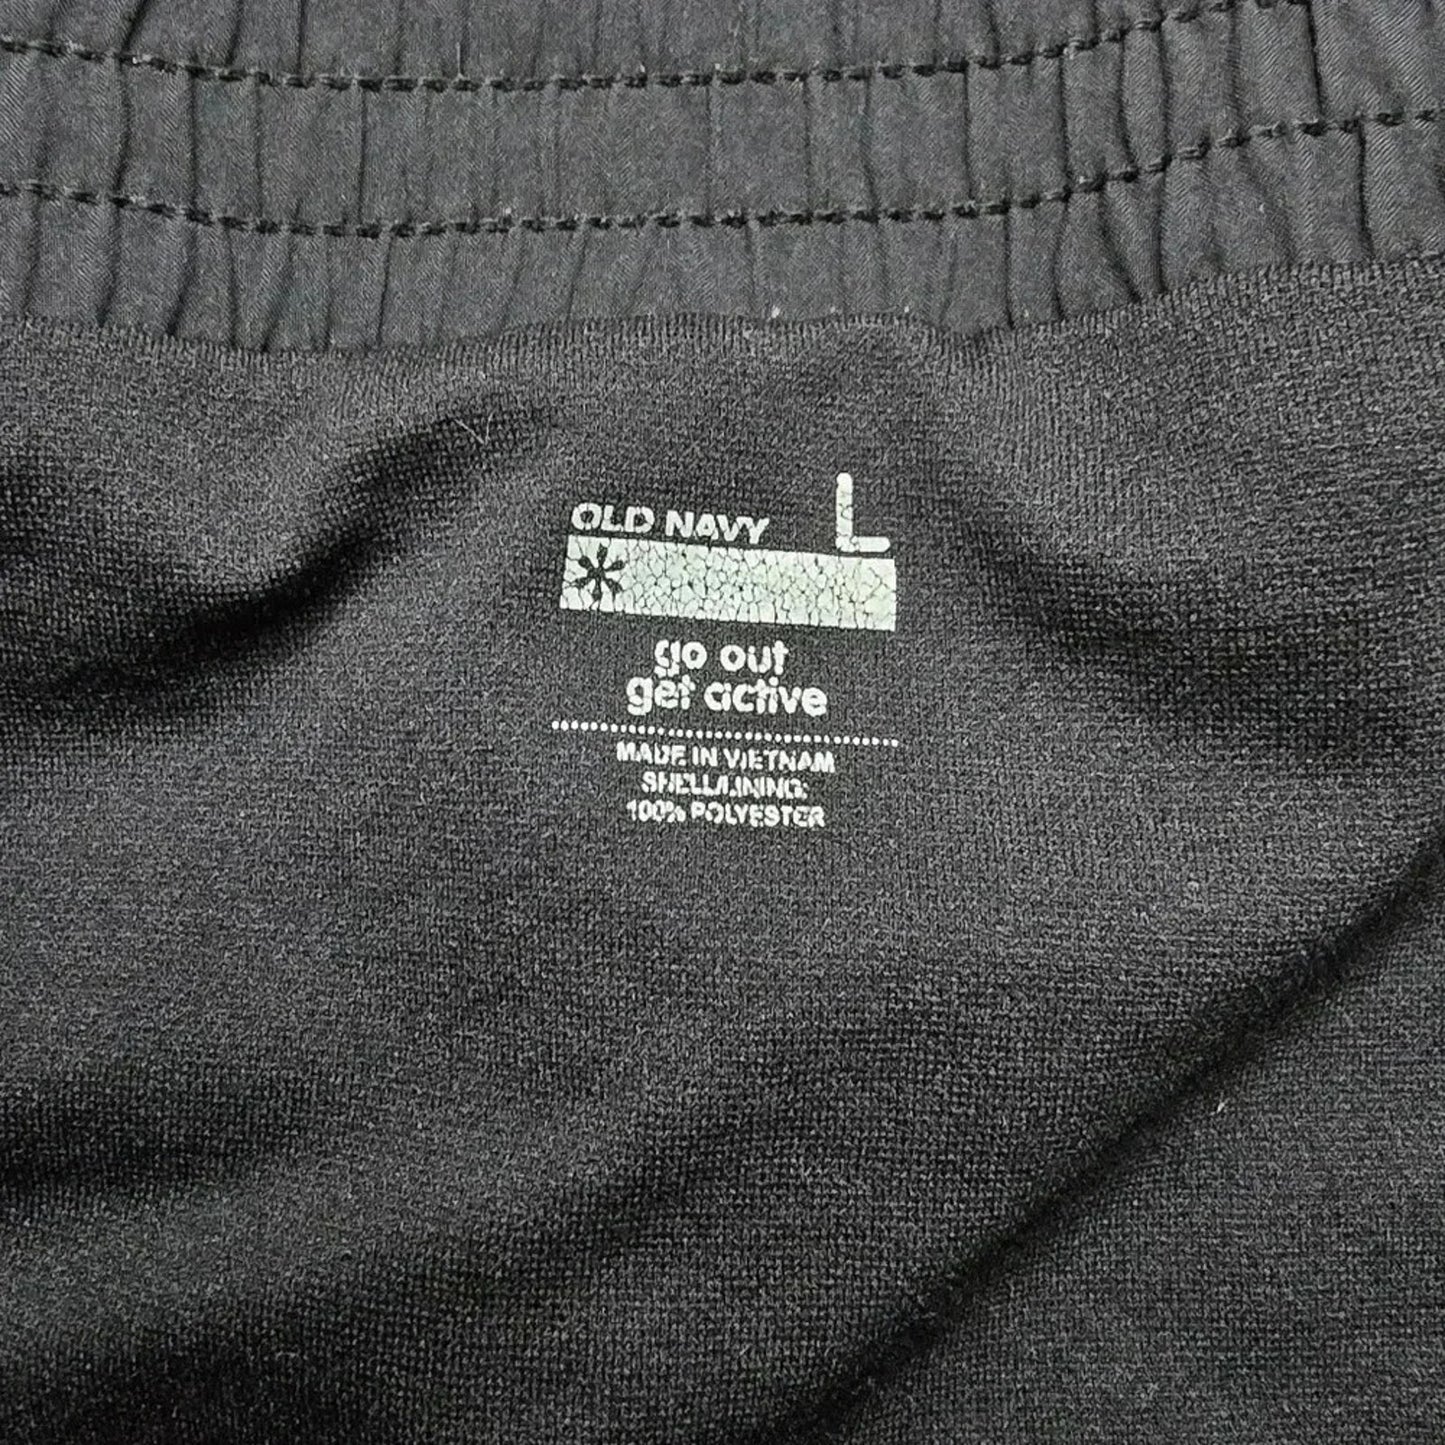 OLD NAVY L
go out
get active
MADE IN VIETNAM
SHELL/LINING:
100% POLYESTER